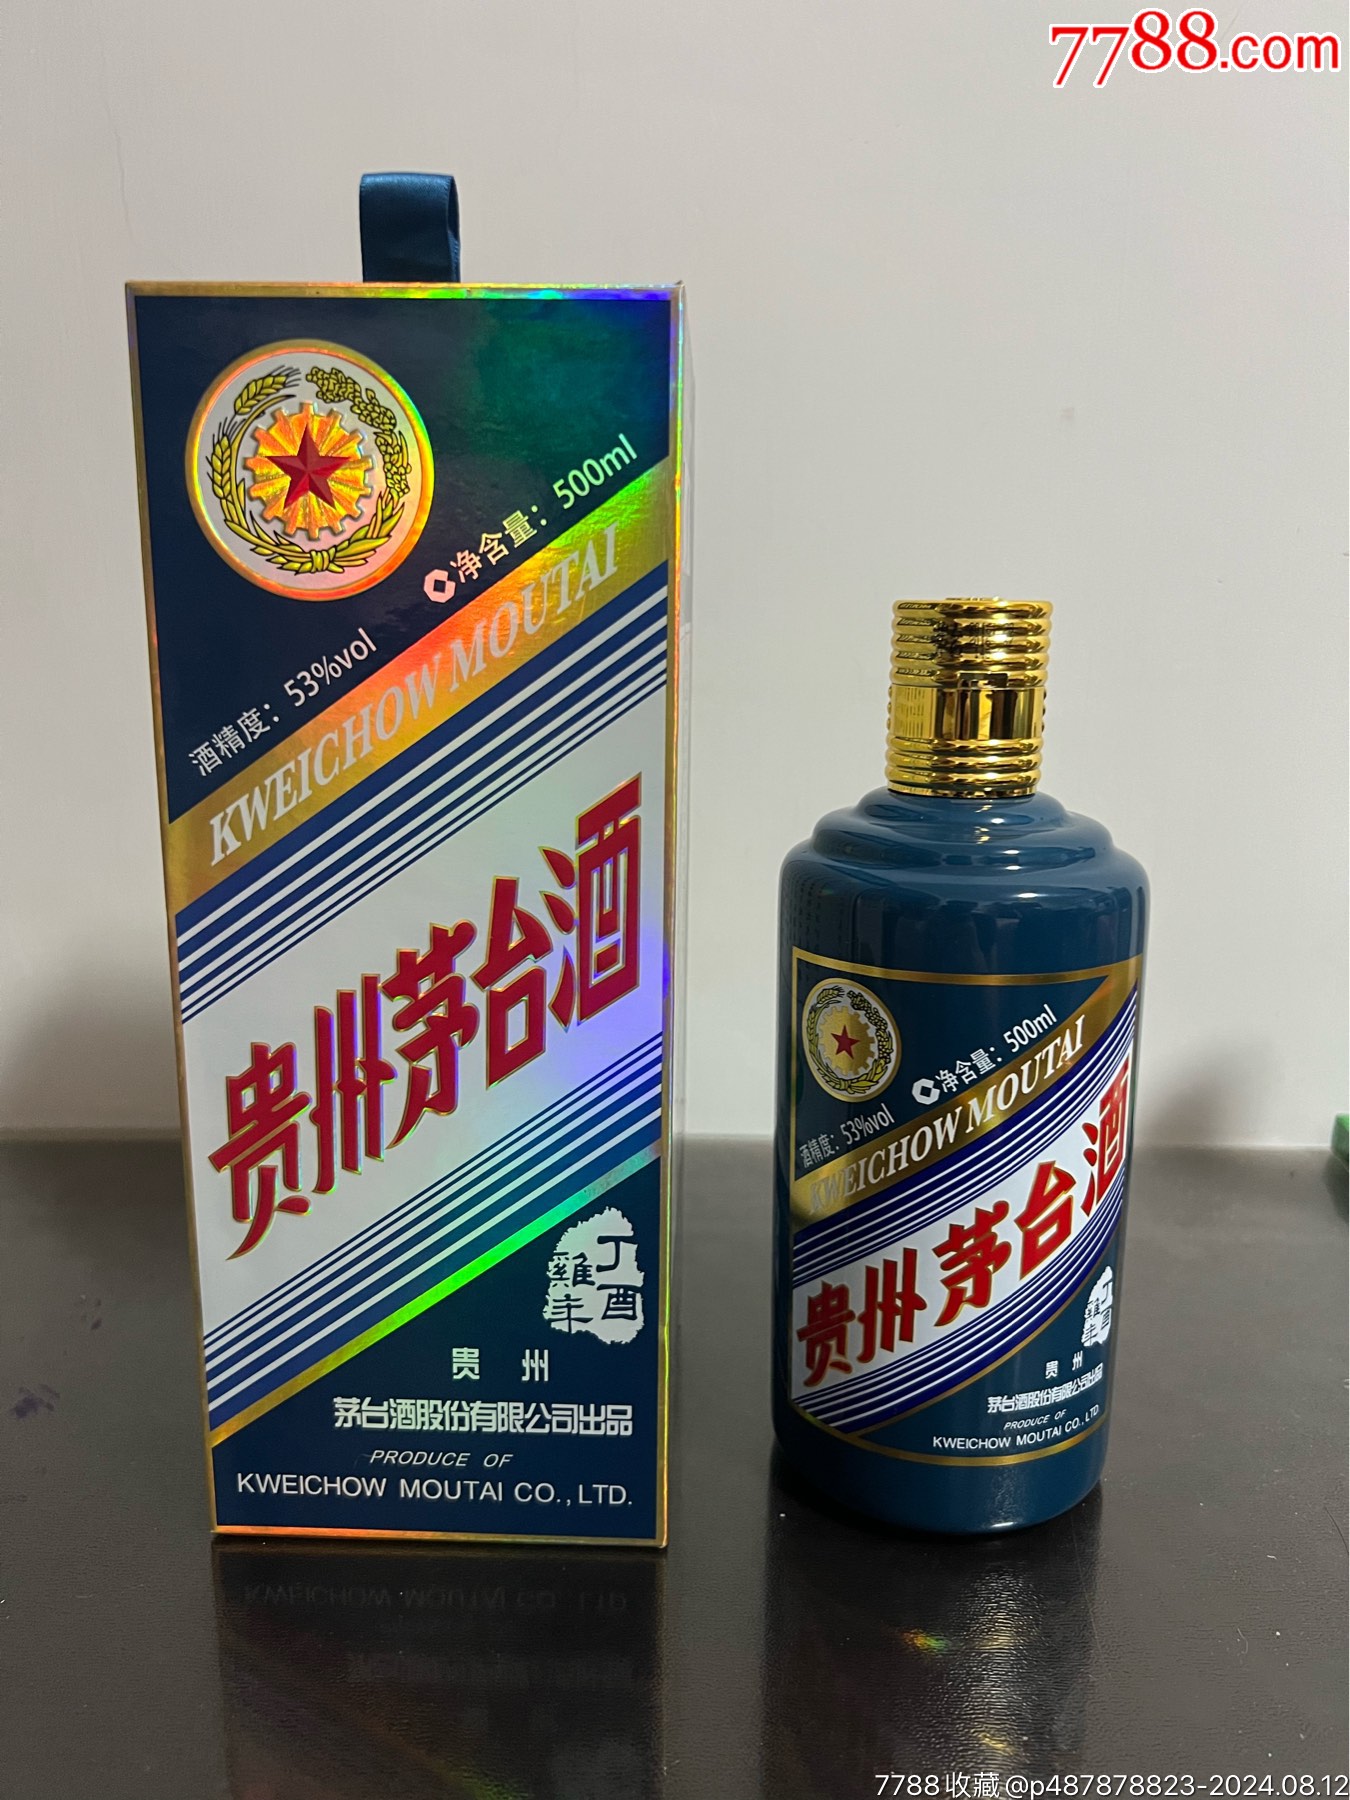 7788.com
净含量：500ml
酒精度：53%vol
KWEICHOW MOUTAI
贵州茅台酒
丁酉
雞年
贵 州
茅台酒股份有限公司出品
PRODUCE OF
KWEICHOW MOUTAI CO.,LTD.
净含量：500ml
酒精度：53%vol
KWEICHOW MOUTAI
贵州茅台酒
丁酉
雞年
贵 州
茅台酒股份有限公司出品
PRODUCE OF
KWEICHOW MOUTAI CO.,LTD.
7788收藏@p487878823-2024.08.12